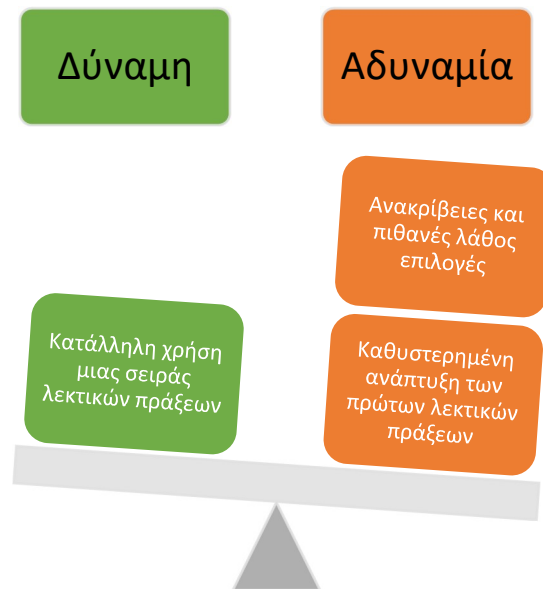 Δύναμη
Αδυναμία
Ανακρίβειες και
πιθανές λάθος
επιλογές
Κατάλληλη χρήση
μιας σειράς
λεκτικών πράξεων
Καθυστερημένη
ανάπτυξη των
πρώτων λεκτικών
πράξεων